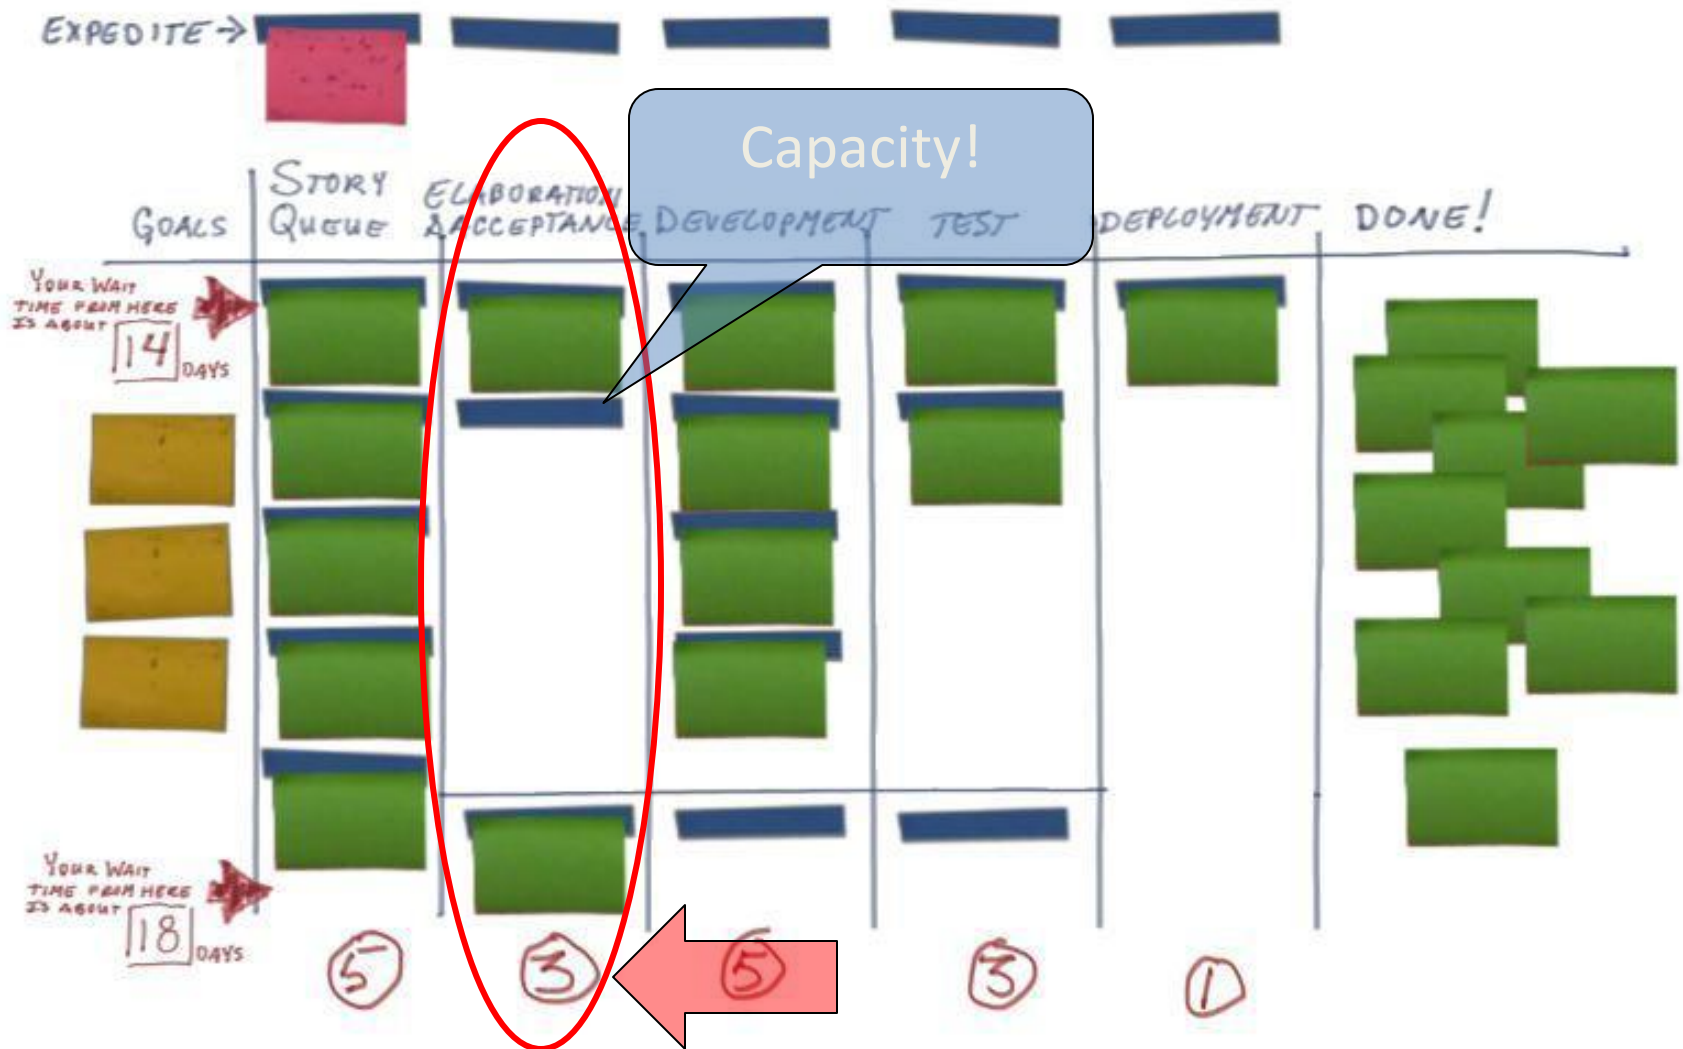 EXPEDITE →
Capacity!
GOALS
STORY
QUEUE
ELABORATION
& ACCEPTANCE
DEVELOPMENT
TEST
DEPLOYMENT
DONE!
YOUR WAIT
TIME FROM HERE
IS ABOUT
14
DAYS
YOUR WAIT
TIME FROM HERE
IS ABOUT
18
DAYS
5
3
5
3
1